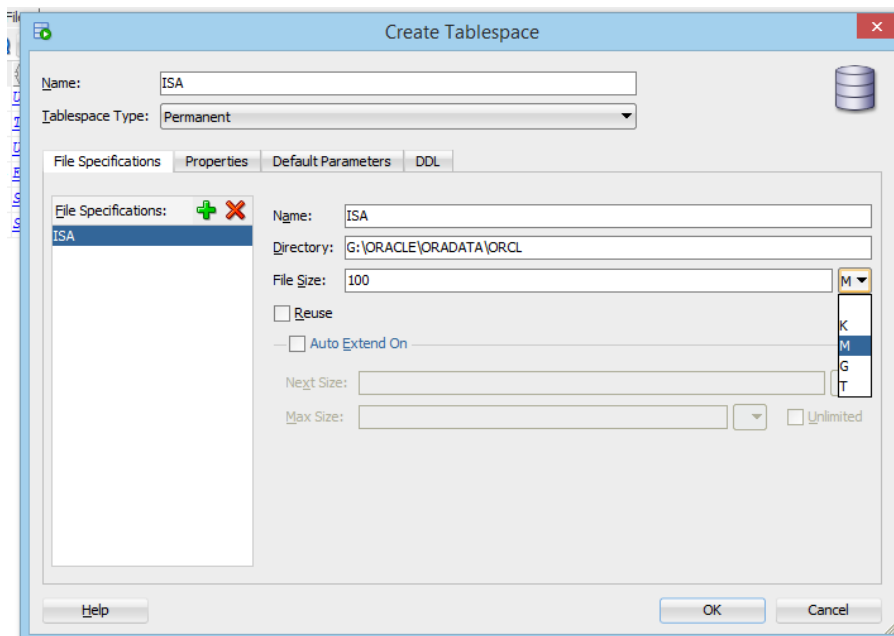 File
Create Tablespace
Name: ISA
Tablespace Type: Permanent
File Specifications Properties Default Parameters DDL
File Specifications:
ISA
Name: ISA
Directory: G:\ORACLE\ORADATA\ORCL
File Size: 100 M
Reuse
K
Auto Extend On M
G
Next Size: T
Max Size: Unlimited
Help OK Cancel